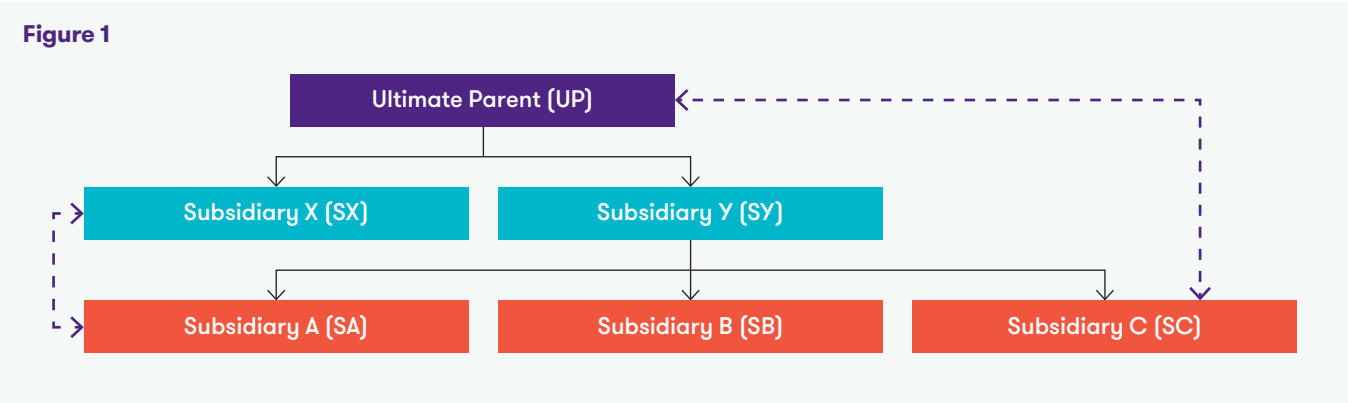 Figure 1
Ultimate Parent (UP)
Subsidiary X (SX)
Subsidiary Y (SY)
Subsidiary A (SA)
Subsidiary B (SB)
Subsidiary C (SC)